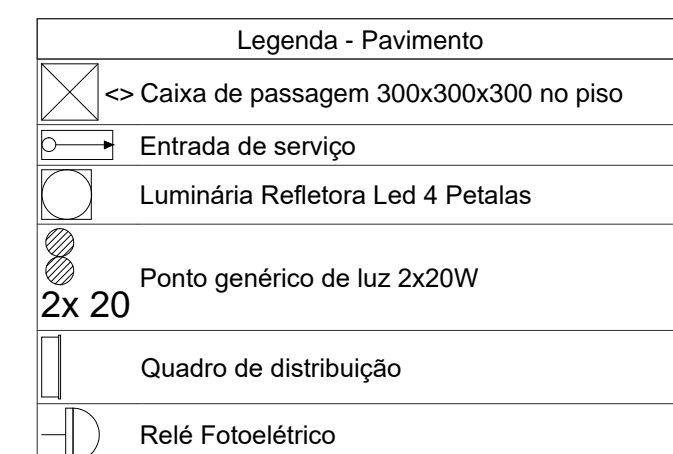 Legenda - Pavimento
<> Caixa de passagem 300x300x300 no piso
Entrada de serviço
Luminária Refletora Led 4 Petalas
Ponto genérico de luz 2x20W
2x 20
Quadro de distribuição
Relé Fotoelétrico